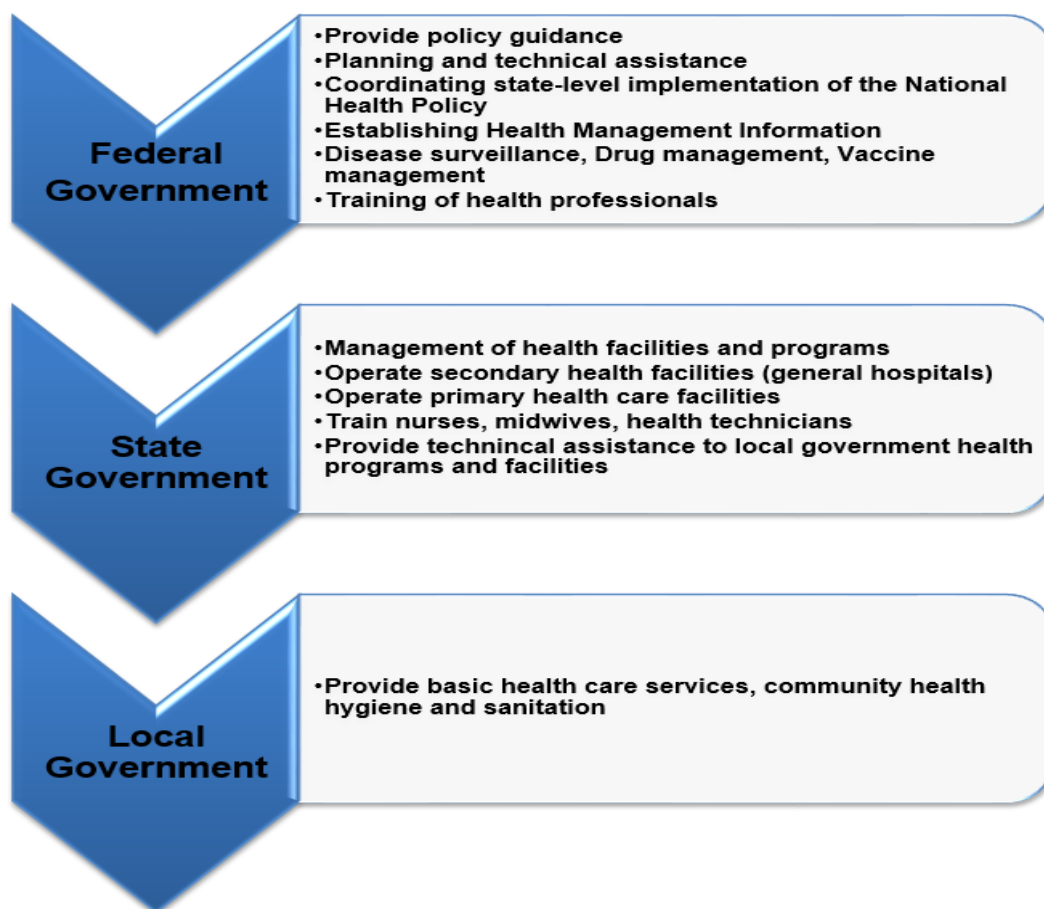 Federal
Government
•Provide policy guidance
•Planning and technical assistance
•Coordinating state-level implementation of the National
Health Policy
•Establishing Health Management Information
•Disease surveillance, Drug management, Vaccine
management
•Training of health professionals
State
Government
•Management of health facilities and programs
•Operate secondary health facilities (general hospitals)
•Operate primary health care facilities
•Train nurses, midwives, health technicians
•Provide technincal assistance to local government health
programs and facilities
Local
Government
•Provide basic health care services, community health
hygiene and sanitation